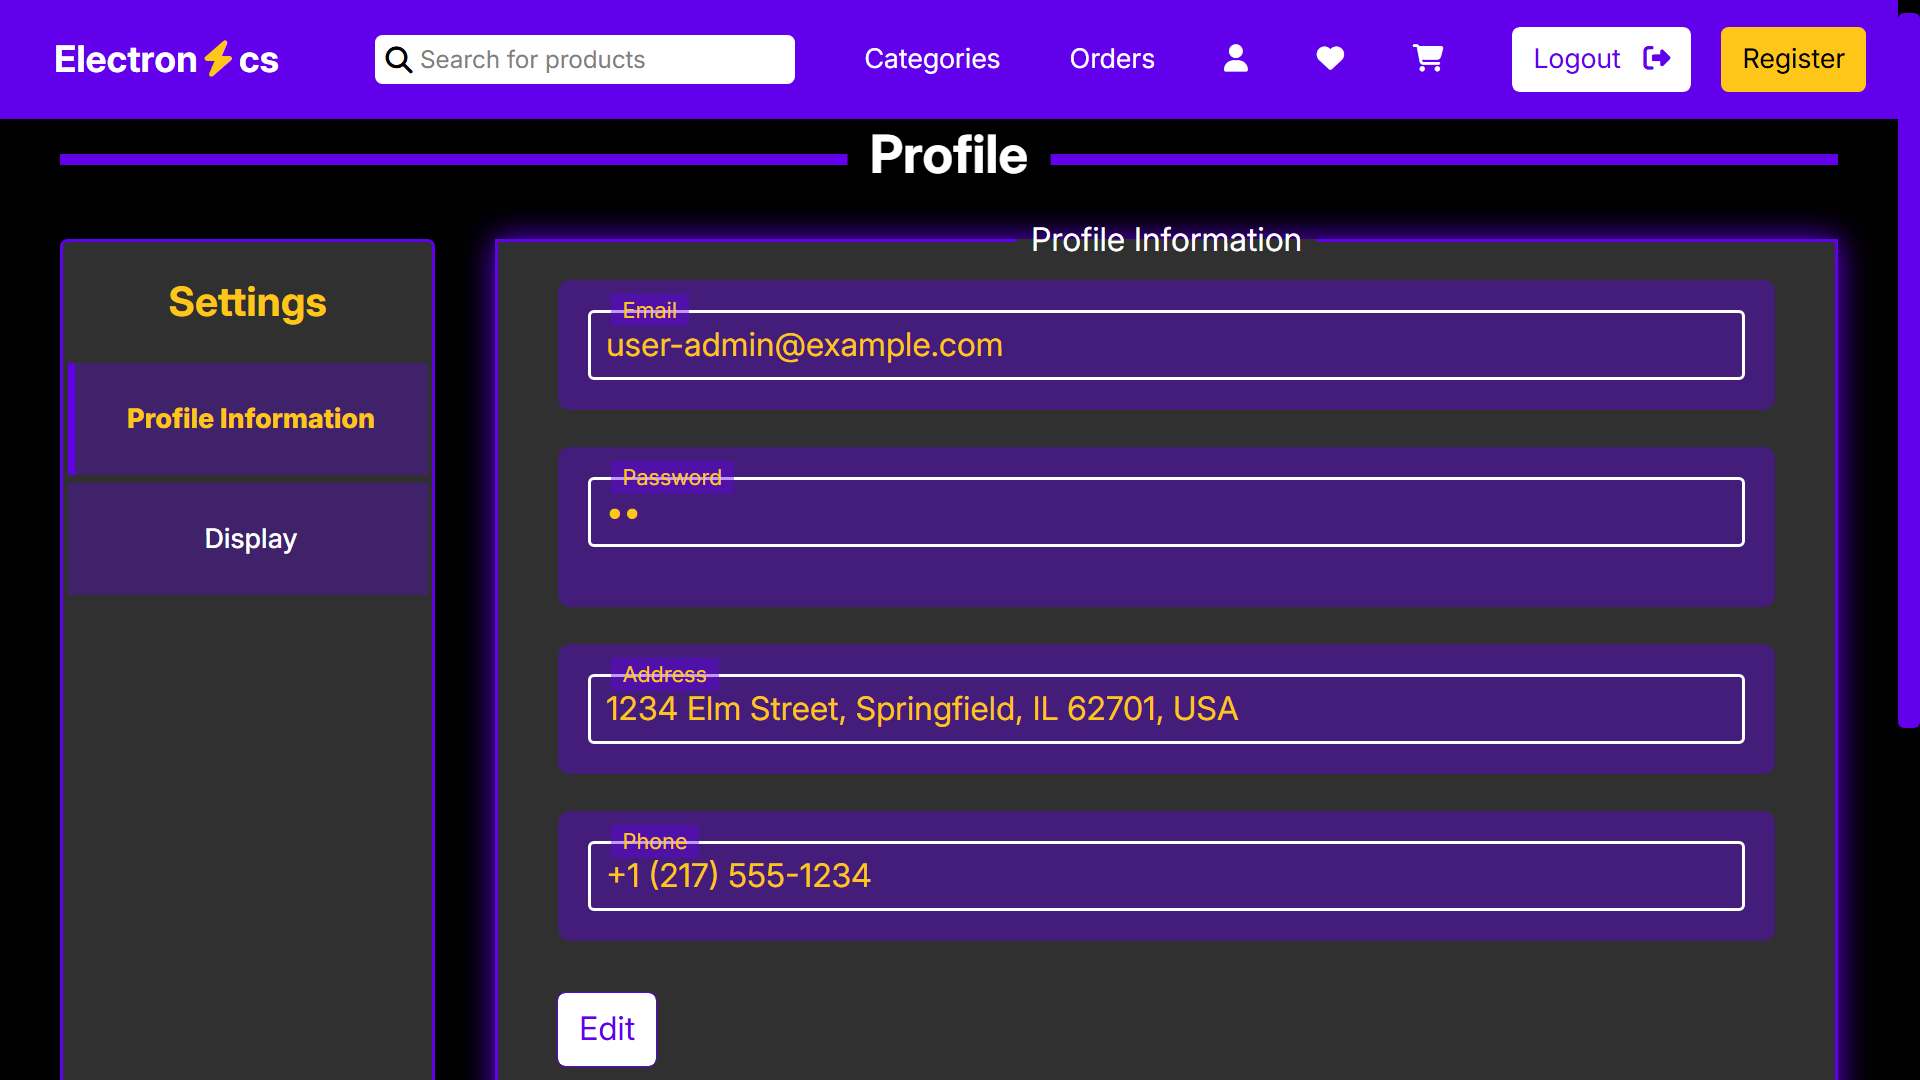 Electron⚡cs
Search for products
Categories
Orders
Logout
Register
Profile
Settings
Profile Information
Display
Profile Information
Email
user-admin@example.com
Password
••
Address
1234 Elm Street, Springfield, IL 62701, USA
Phone
+1 (217) 555-1234
Edit